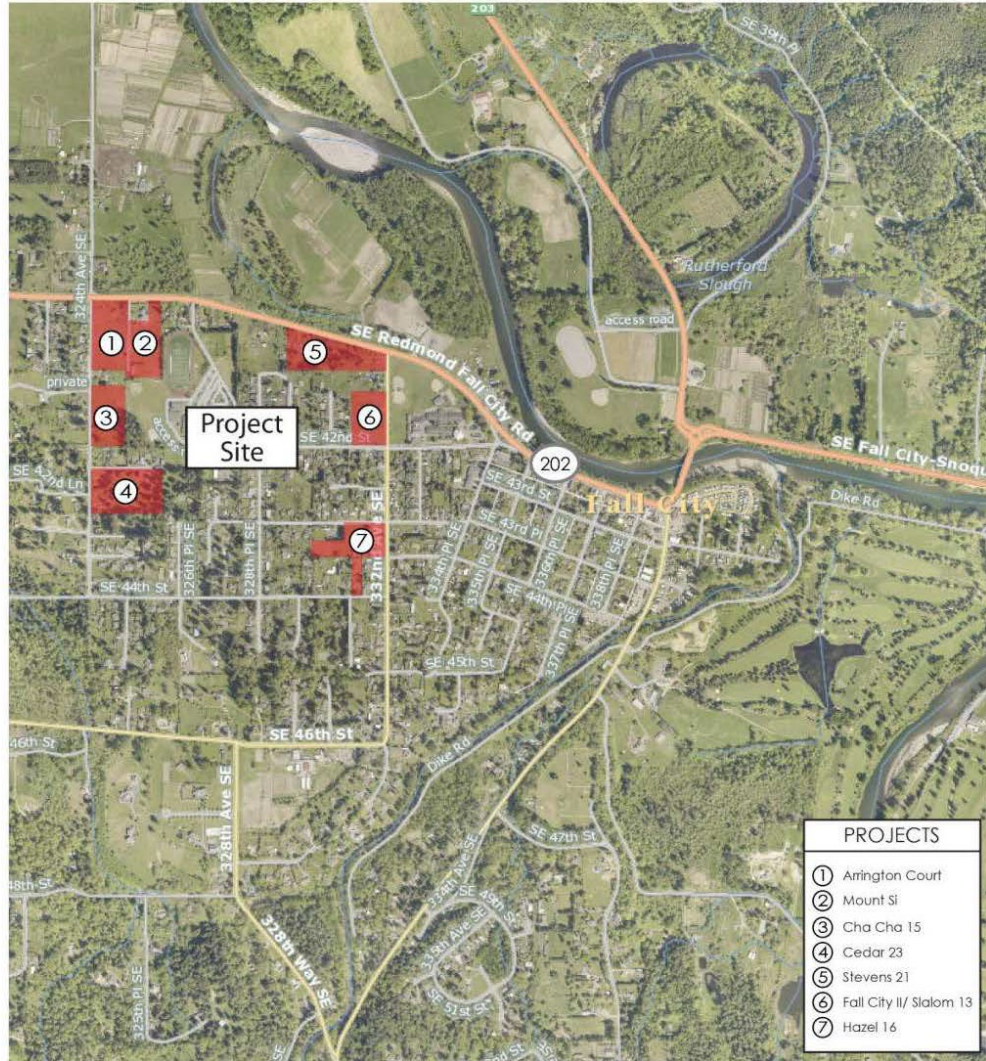 203
SE 39th Pl
324th Ave SE
Rutherford
Slough
access road
SE Redmond Fall City Rd
1
2
5
private
3
Project
Site
access
6
SE 42nd St
SE Fall City-Snoqu
202
SE 42nd Ln
4
SE 43rd St
Fall City
Dike Rd
7
SE 43rd Pl
332nd Ave SE
334th Pl SE
335th Pl SE
336th Pl SE
338th Pl SE
326th Pl SE
328th Pl SE
SE 44th St
SE 44th Pl
337th Pl SE
SE 45th St
46th St
SE 46th St
Dike Rd
328th Ave SE
SE 47th St
48th St
334th Ave SE
SE 49th St
328th Way SE
325th Pl SE
SE 51st St
PROJECTS
1 Arrington Court
2 Mount Si
3 Cha Cha 15
4 Cedar 23
5 Stevens 21
6 Fall City II/ Slalom 13
7 Hazel 16